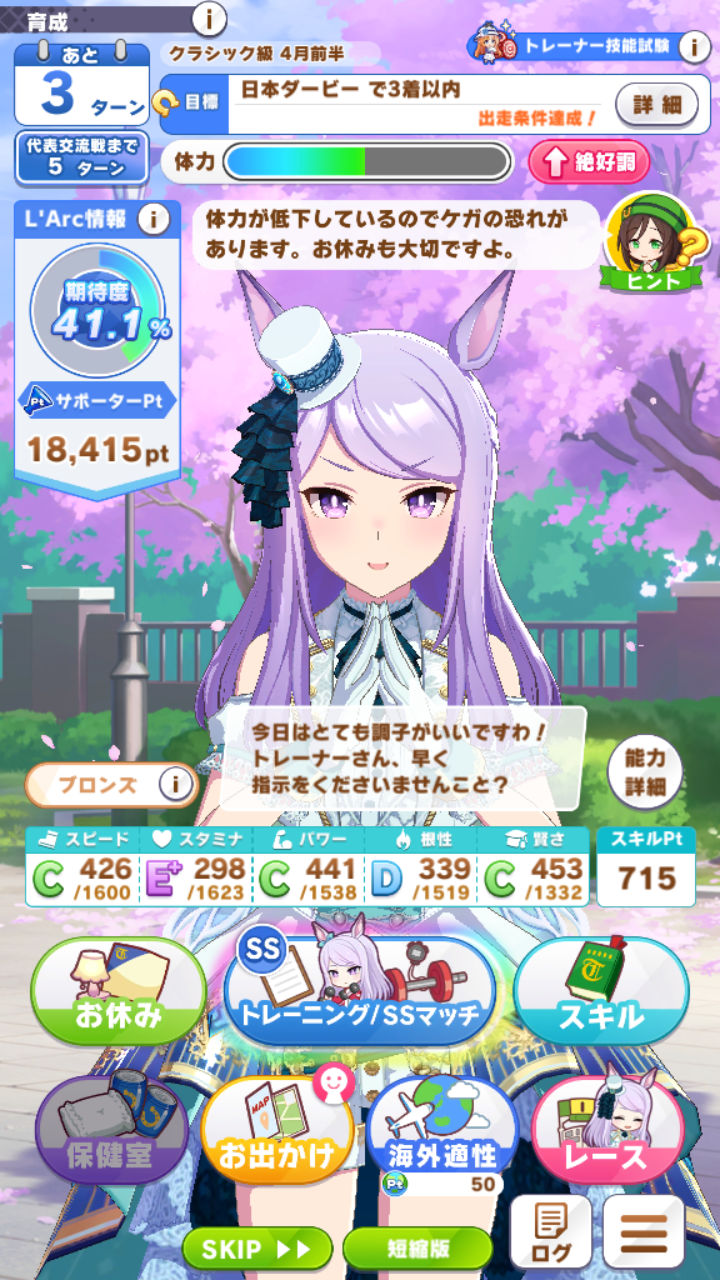 育成
i
あと
3 ターン
代表交流戦まで
5 ターン
クラシック級 4月前半
トレーナー技能試験
i
目標
日本ダービー で3着以内
出走条件達成！
詳細
体力
絶好調
L'Arc情報
i
期待度
41.1%
Pt サポーターPt
18,415pt
体力が低下しているのでケガの恐れが
あります。お休みも大切ですよ。
?
ヒント
今日はとても調子がいいですわ！
トレーナーさん、早く
指示をくださいませんこと？
ブロンズ
i
能力
詳細
スピード スタミナ パワー 根性 賢さ スキルPt
C 426 /1600
E+ 298 /1623
C 441 /1538
D 339 /1519
C 453 /1332
715
お休み
SS
トレーニング/SSマッチ
スキル
保健室
MAP
お出かけ
海外適性
Pt 50
レース
SKIP
短縮版
ログ